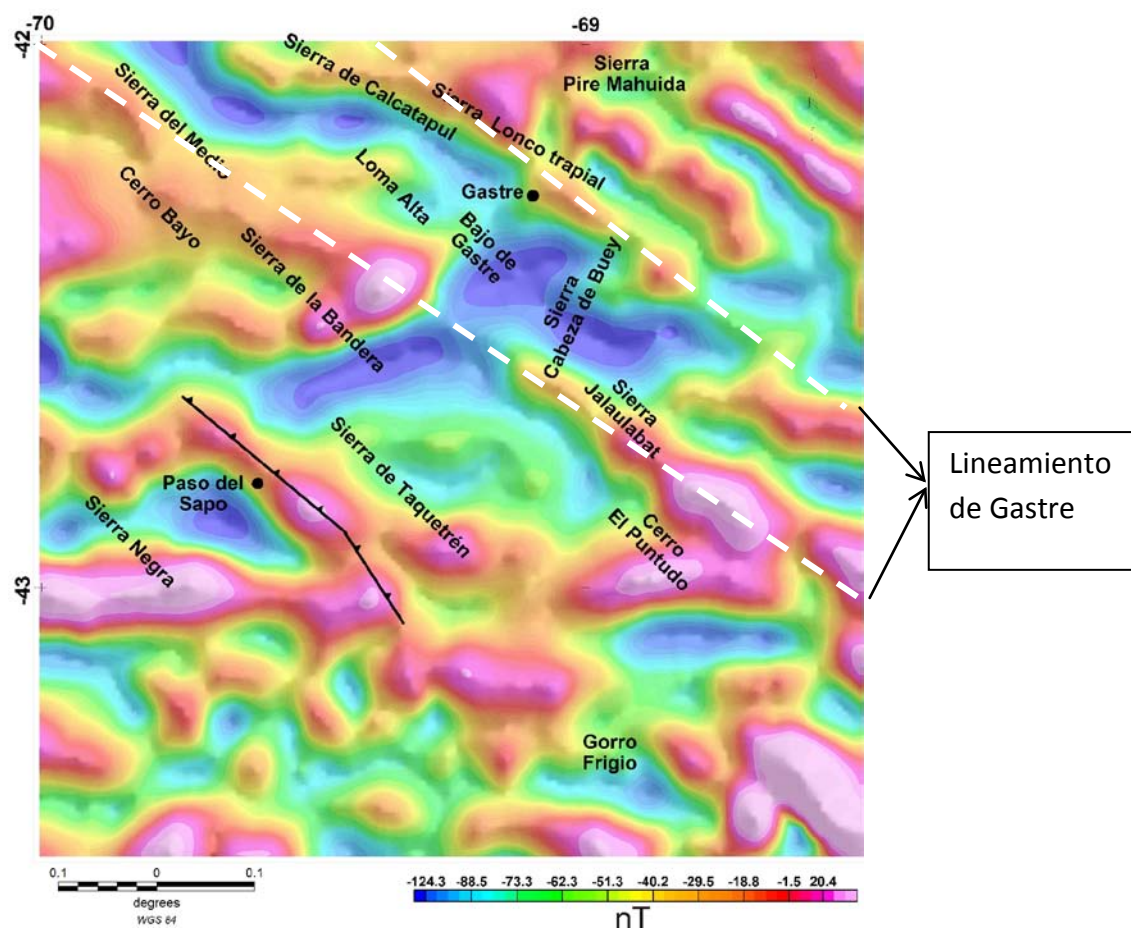 -70
-69
-42
Sierra de Calcatapul
Sierra
Pire Mahuida
Sierra del Medio
Sierra Lonco trapial
Cerro Bayo
Loma Alta
Gastre
Bajo de
Gastre
Sierra
Cabeza de Buey
Sierra de la Bandera
Sierra
Jalaulabat
Lineamiento
de Gastre
Sierra de Taquetrén
Paso del
Sapo
Sierra Negra
Cerro
El Puntudo
-43
Gorro
Frigio
0.1 0 0.1
degrees
WGS 84
-124.3 -88.5 -73.3 -62.3 -51.3 -40.2 -29.5 -18.8 -1.5 20.4
nT